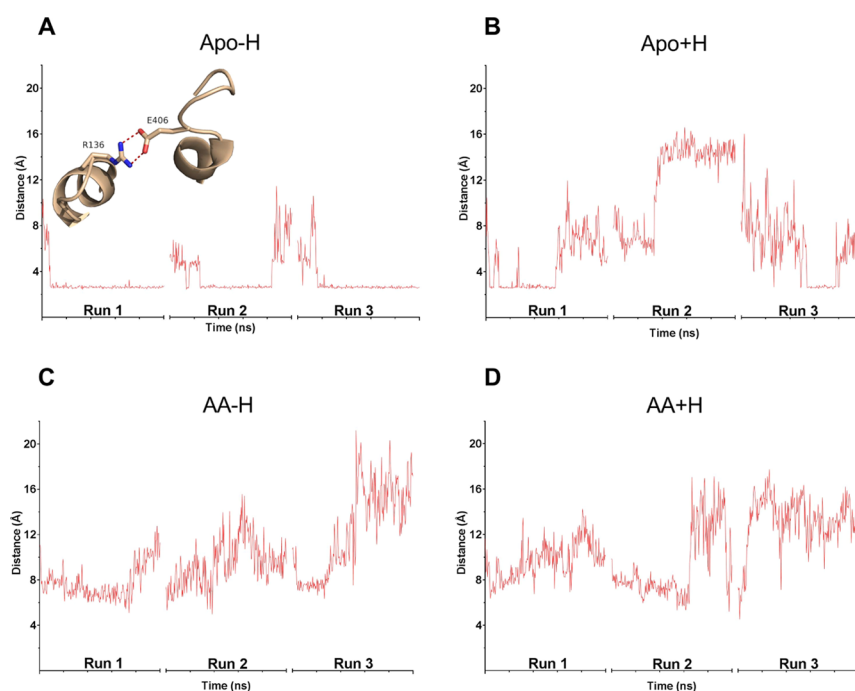 A
Apo-H
22
18
14
12
8
4
Distance (Å)
R136
E406
Run 1
Run 2
Run 3
Time (ns)
B
Apo+H
20
16
12
8
4
Distance (Å)
Run 1
Run 2
Run 3
Time (ns)
C
AA-H
20
16
12
8
4
Distance (Å)
Run 1
Run 2
Run 3
Time (ns)
D
AA+H
20
16
12
8
4
Distance (Å)
Run 1
Run 2
Run 3
Time (ns)